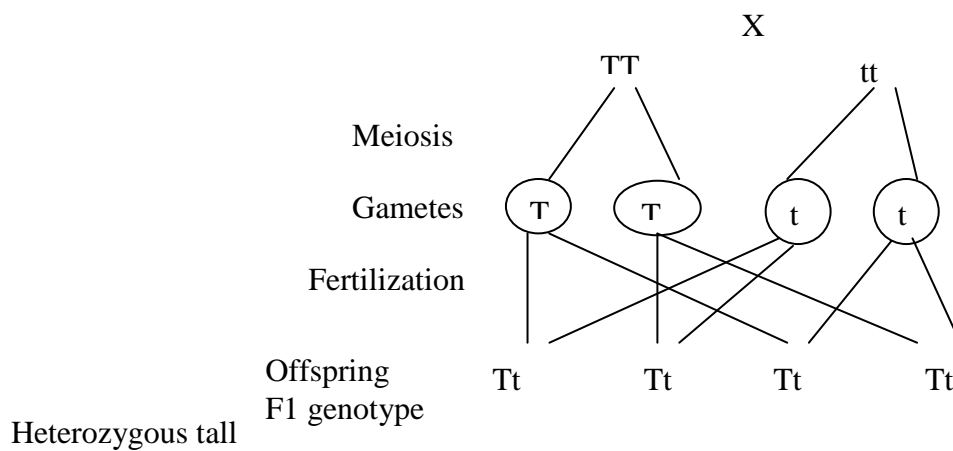 X
TT tt
Meiosis
Gametes T T t t
Fertilization
Offspring Tt Tt Tt Tt
F1 genotype
Heterozygous tall